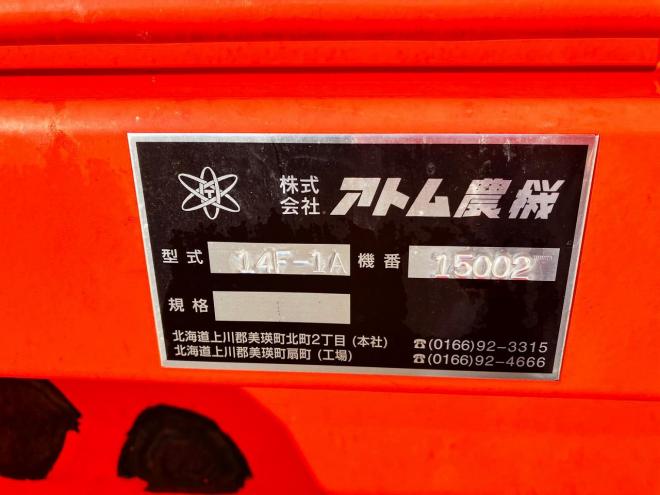 株式会社 アトム農機
型式 14F-1A 機番 15002
規格
北海道上川郡美瑛町北町2丁目(本社) ☎(0166)92-3315
北海道上川郡美瑛町扇町(工場) ☎(0166)92-4666